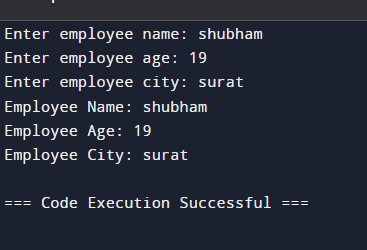 Enter employee name: shubham
Enter employee age: 19
Enter employee city: surat
Employee Name: shubham
Employee Age: 19
Employee City: surat
=== Code Execution Successful ===